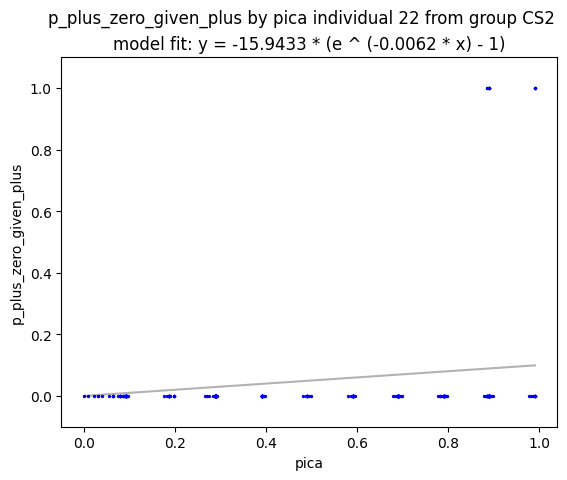 p_plus_zero_given_plus by pica individual 22 from group CS2
model fit: y = -15.9433 * (e ^ (-0.0062 * x) - 1)
1.0
0.8
0.6
0.4
0.2
0.0
p_plus_zero_given_plus
0.0 0.2 0.4 0.6 0.8 1.0
pica